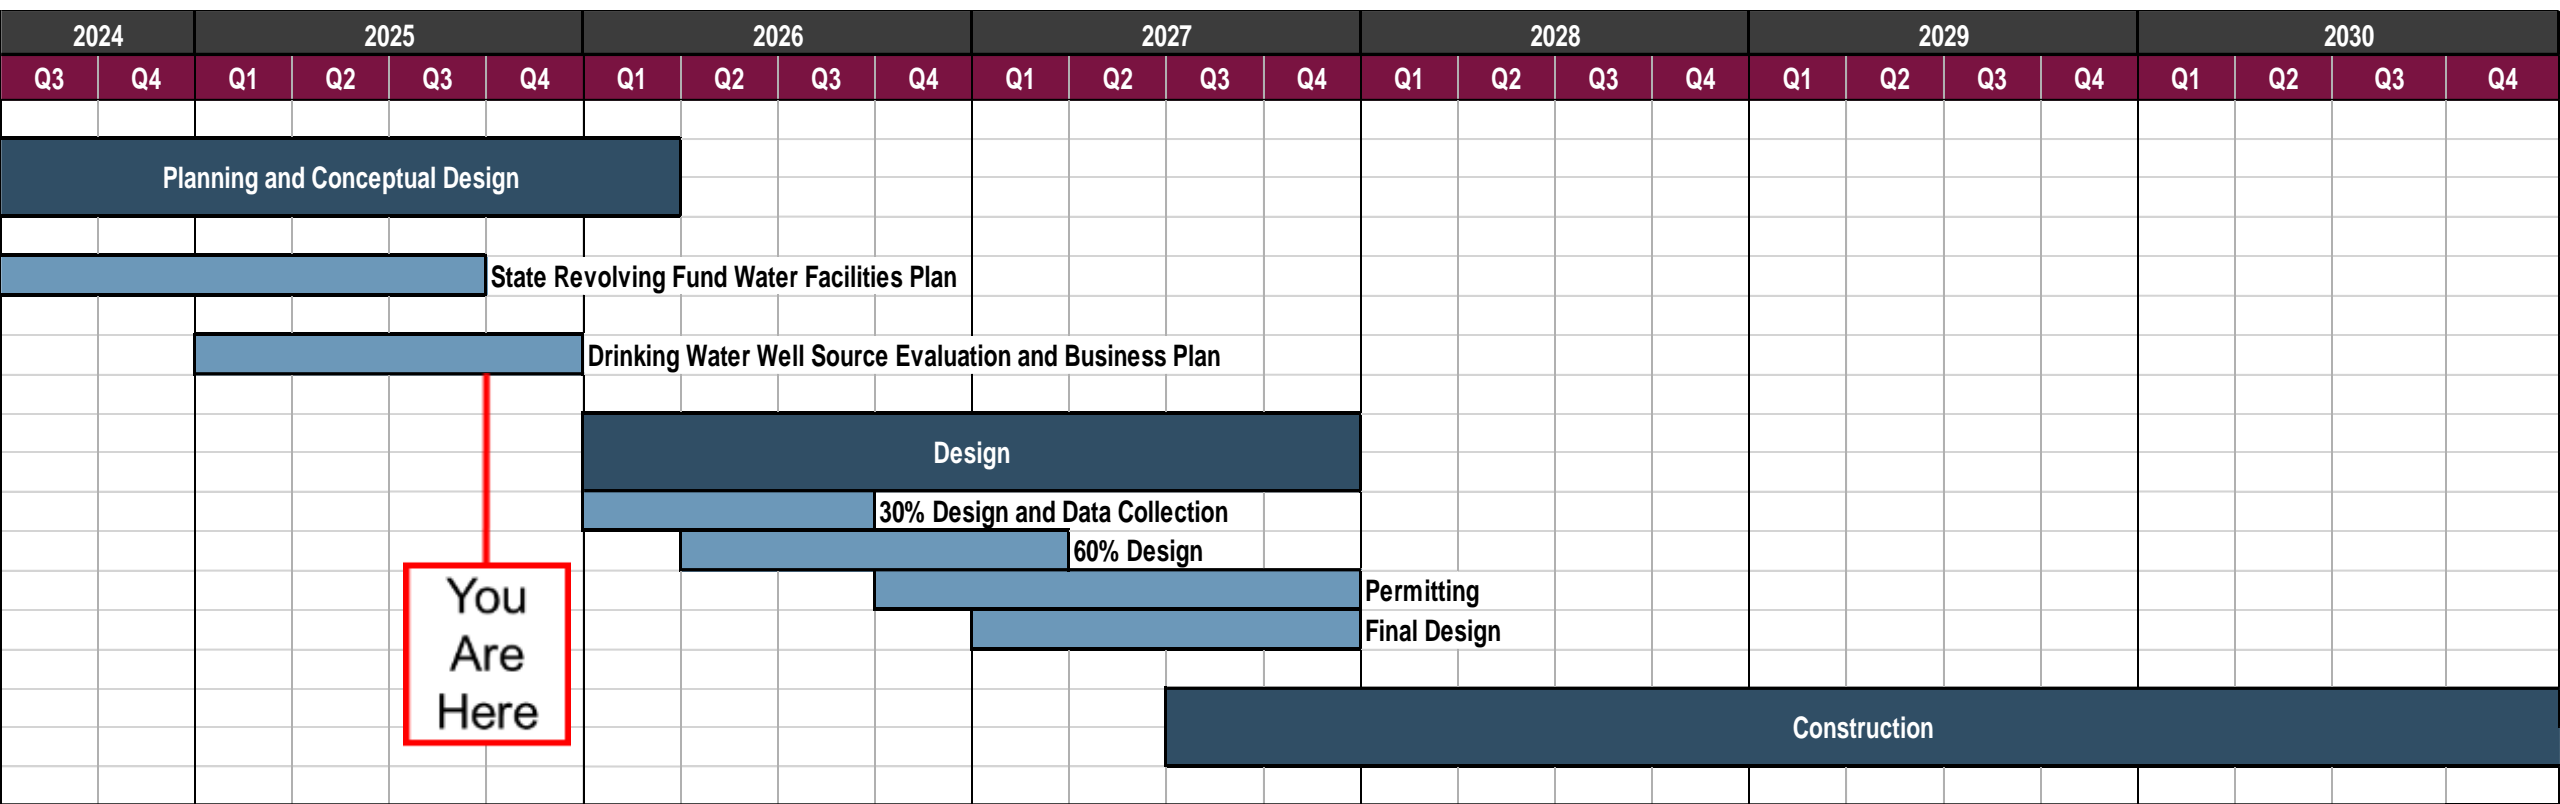 2024 2025 2026 2027 2028 2029 2030
Q3 Q4 Q1 Q2 Q3 Q4 Q1 Q2 Q3 Q4 Q1 Q2 Q3 Q4 Q1 Q2 Q3 Q4 Q1 Q2 Q3 Q4 Q1 Q2 Q3 Q4
Planning and Conceptual Design
State Revolving Fund Water Facilities Plan
Drinking Water Well Source Evaluation and Business Plan
Design
30% Design and Data Collection
60% Design
Permitting
Final Design
You
Are
Here
Construction